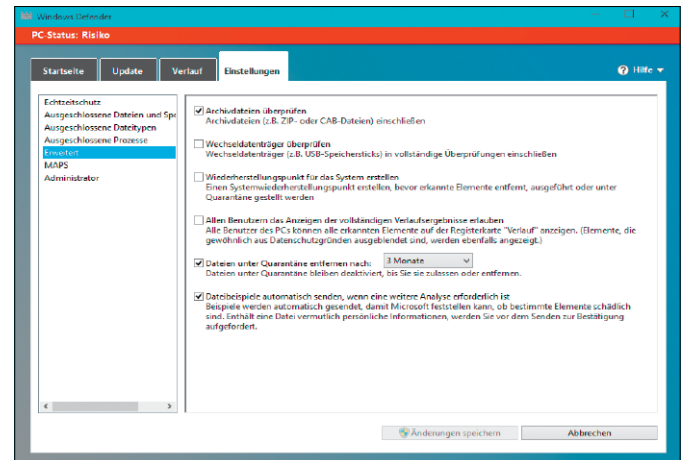 Windows Defender
PC-Status: Risiko
Startseite
Update
Verlauf
Einstellungen
Hilfe
Echtzeitschutz
Ausgeschlossene Dateien und Spe
Ausgeschlossene Dateitypen
Ausgeschlossene Prozesse
Erweitert
MAPS
Administrator
Archivdateien überprüfen
Archivdateien (z.B. ZIP- oder CAB-Dateien) einschließen
Wechseldatenträger überprüfen
Wechseldatenträger (z.B. USB-Speichersticks) in vollständige Überprüfungen einschließen
Wiederherstellungspunkt für das System erstellen
Einen Systemwiederherstellungspunkt erstellen, bevor erkannte Elemente entfernt, ausgeführt oder unter
Quarantäne gestellt werden
Allen Benutzern das Anzeigen der vollständigen Verlaufsergebnisse erlauben
Alle Benutzer des PCs können alle erkannten Elemente auf der Registerkarte "Verlauf" anzeigen. (Elemente, die
gewöhnlich aus Datenschutzgründen ausgeblendet sind, werden ebenfalls angezeigt.)
Dateien unter Quarantäne entfernen nach: 3 Monate
Dateien unter Quarantäne bleiben deaktiviert, bis Sie sie zulassen oder entfernen.
Dateibeispiele automatisch senden, wenn eine weitere Analyse erforderlich ist
Beispiele werden automatisch gesendet, damit Microsoft feststellen kann, ob bestimmte Elemente schädlich
sind. Enthält eine Datei vermutlich persönliche Informationen, werden Sie vor dem Senden zur Bestätigung
aufgefordert.
Änderungen speichern
Abbrechen